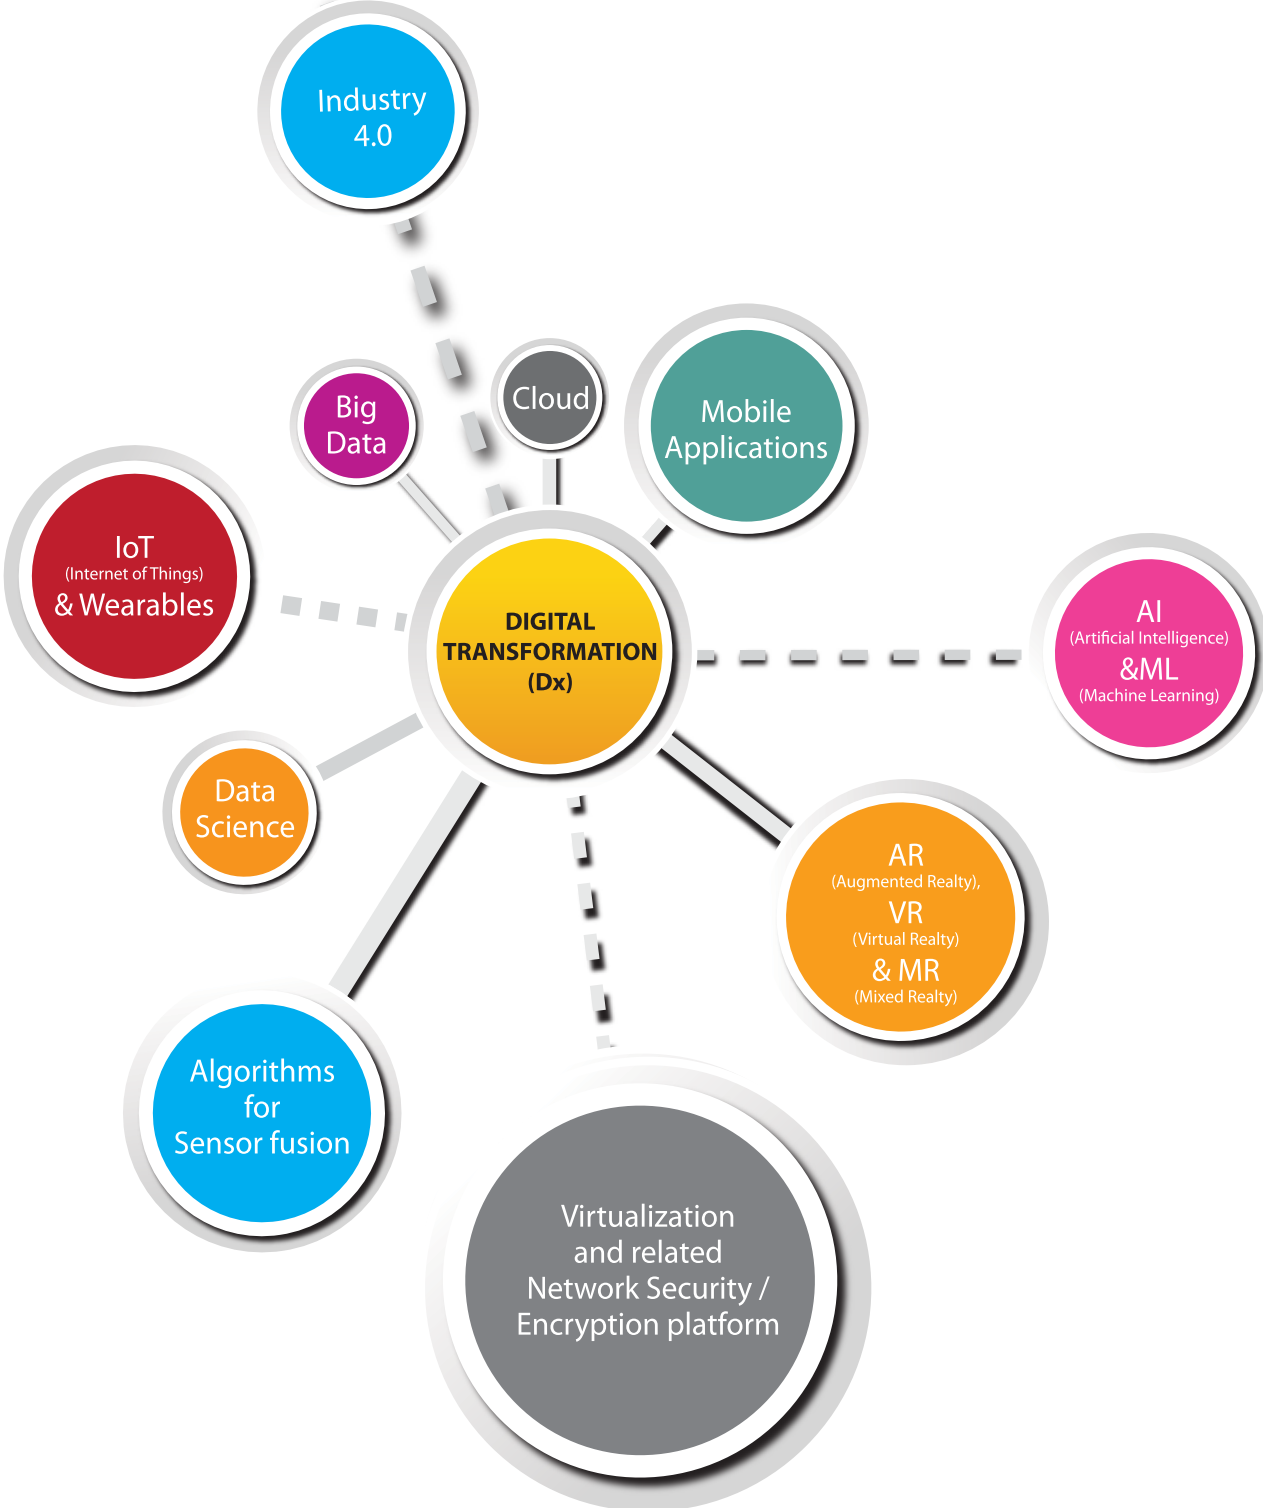 Industry
4.0
Cloud
Big
Data
Mobile
Applications
IoT
(Internet of Things)
& Wearables
DIGITAL
TRANSFORMATION
(Dx)
AI
(Artificial Intelligence)
&ML
(Machine Learning)
Data
Science
AR
(Augmented Realty),
VR
(Virtual Realty)
& MR
(Mixed Realty)
Algorithms
for
Sensor fusion
Virtualization
and related
Network Security /
Encryption platform